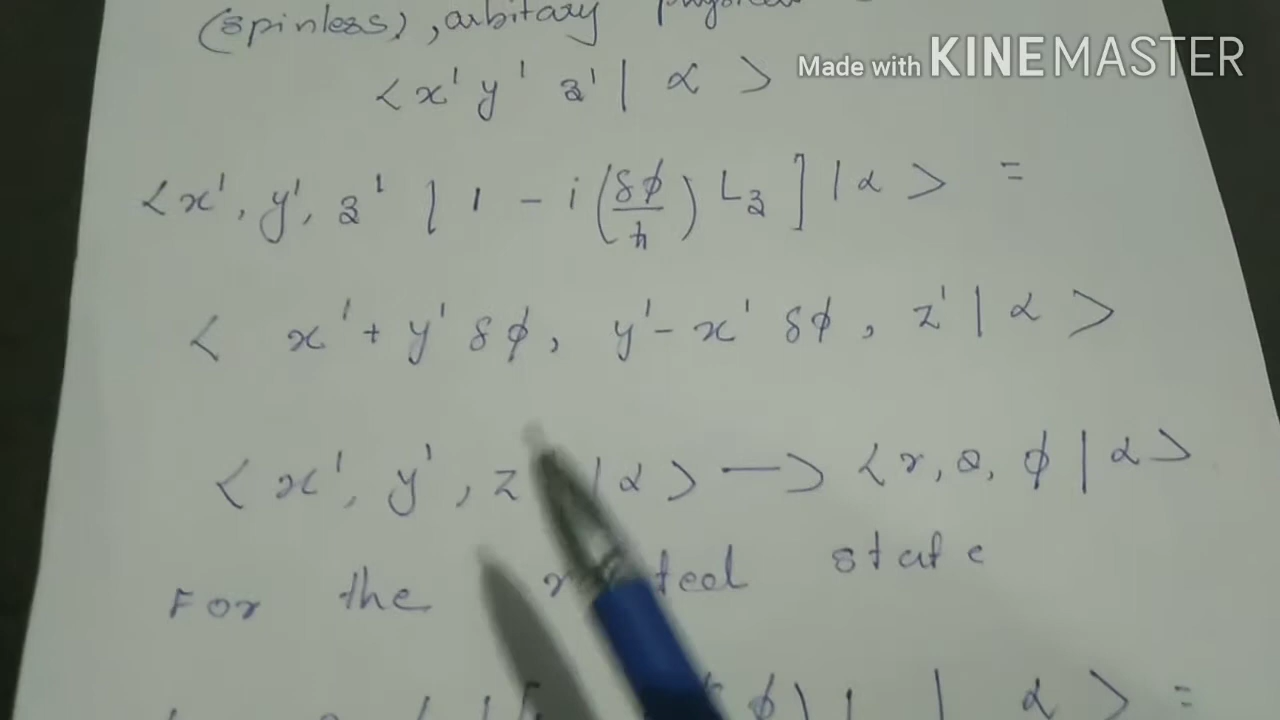 (spinless), arbitary
Made with KINEMASTER
< x' y' z' | α >
< x', y', z' | 1 - i (δφ/ħ) L_z ] | α > =
< x' + y' δφ, y' - x' δφ, z' | α >
< x', y', z | α > → < r, θ, φ | α >
For the state
φ) | α > =